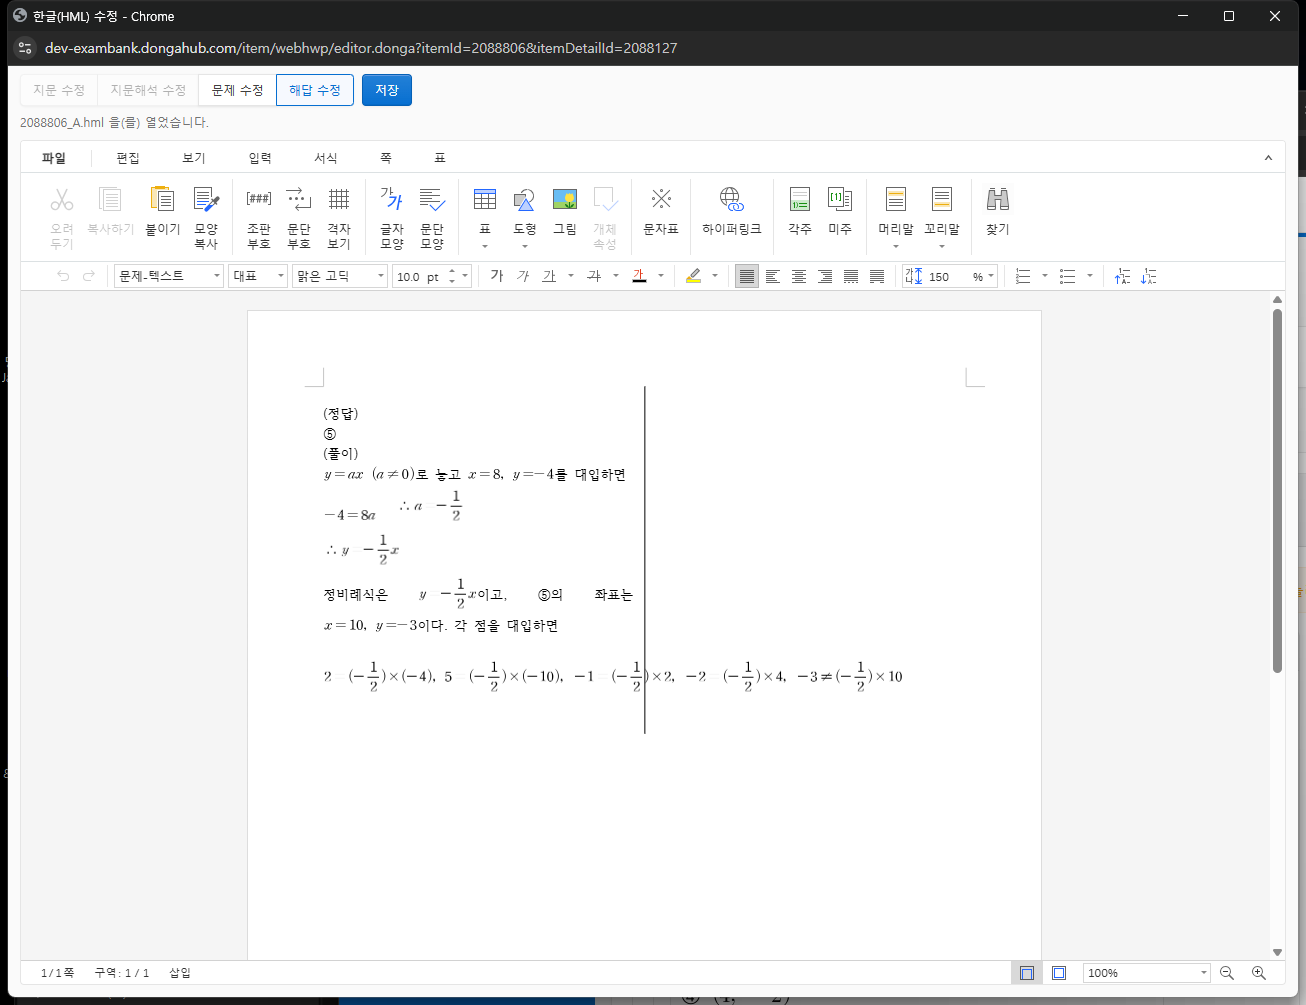 한글(HML) 수정 - Chrome
dev-exambank.dongahub.com/item/webhwp/editor.donga?itemId=2088806&itemDetailId=2088127
지문 수정 지문해석 수정 문제 수정 해답 수정 저장
2088806_A.hml 을(를) 열었습니다.
파일 편집 보기 입력 서식 쪽 표
오려두기 복사하기 붙이기 모양 복사 조판 부호 문단 부호 격자 보기 글자 모양 문단 모양 표 도형 그림 개체 속성 문자표 하이퍼링크 각주 미주 머리말 꼬리말 찾기
문제-텍스트 대표 맑은 고딕 10.0 pt 가 가 가 가 가 150 %
(정답)
⑤
(풀이)
y=ax (a≠0)로 놓고 x=8, y=-4를 대입하면
-4=8a ∴ a -1/2
∴ y -1/2x
정비례식은 y -1/2x이고, ⑤의 좌표는
x=10, y=-3이다. 각 점을 대입하면
2=(-1/2)×(-4), 5=(-1/2)×(-10), -1=(-1/2)×2, -2=(-1/2)×4, -3≠(-1/2)×10
1/1쪽 구역: 1 / 1 삽입 100%